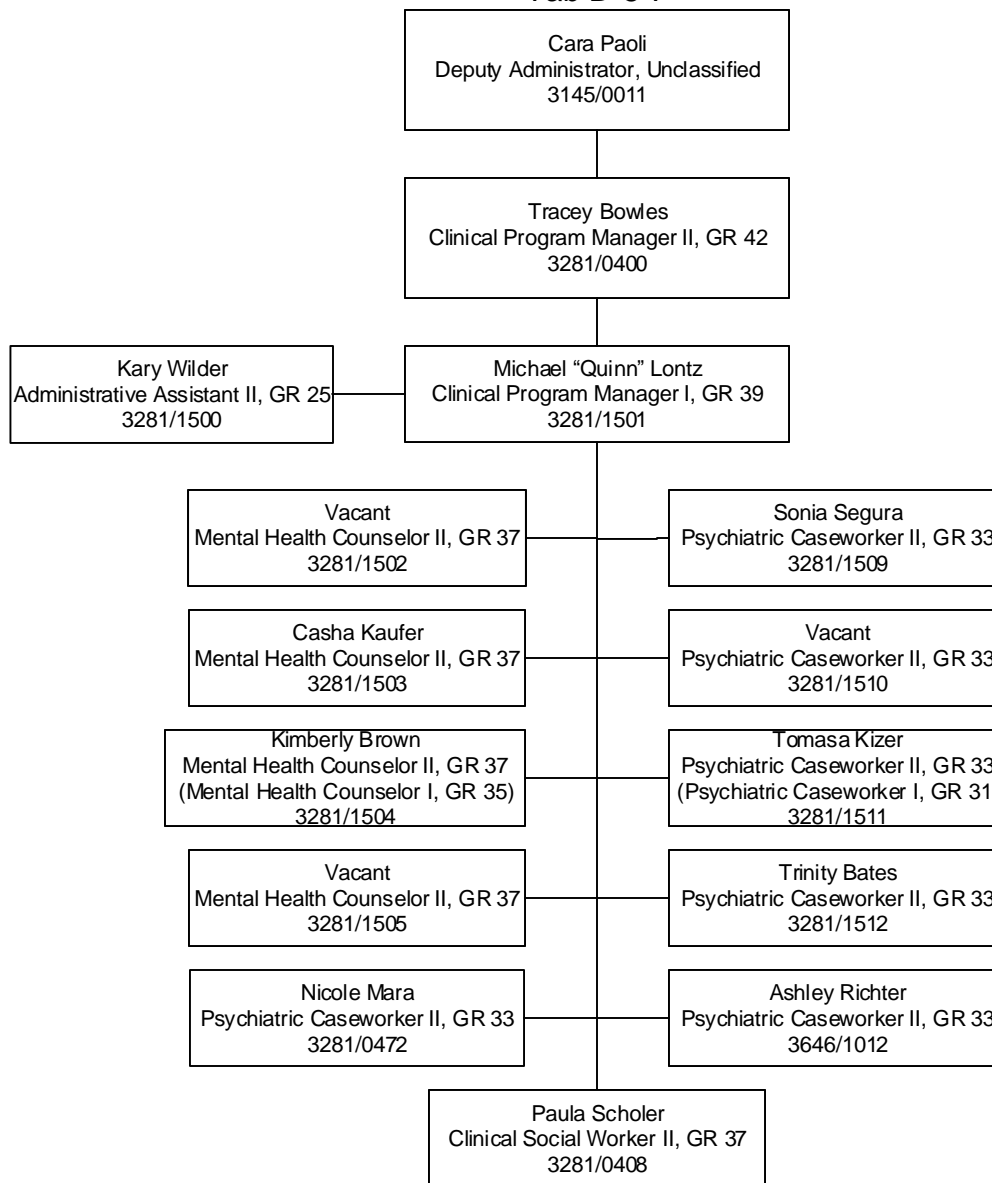 Cara Paoli
Deputy Administrator, Unclassified
3145/0011
Tracey Bowles
Clinical Program Manager II, GR 42
3281/0400
Kary Wilder
Administrative Assistant II, GR 25
3281/1500
Michael “Quinn” Lontz
Clinical Program Manager I, GR 39
3281/1501
Vacant
Mental Health Counselor II, GR 37
3281/1502
Sonia Segura
Psychiatric Caseworker II, GR 33
3281/1509
Casha Kaufer
Mental Health Counselor II, GR 37
3281/1503
Vacant
Psychiatric Caseworker II, GR 33
3281/1510
Kimberly Brown
Mental Health Counselor II, GR 37
(Mental Health Counselor I, GR 35)
3281/1504
Tomasa Kizer
Psychiatric Caseworker II, GR 33
(Psychiatric Caseworker I, GR 31
3281/1511
Vacant
Mental Health Counselor II, GR 37
3281/1505
Trinity Bates
Psychiatric Caseworker II, GR 33
3281/1512
Nicole Mara
Psychiatric Caseworker II, GR 33
3281/0472
Ashley Richter
Psychiatric Caseworker II, GR 33
3646/1012
Paula Scholer
Clinical Social Worker II, GR 37
3281/0408